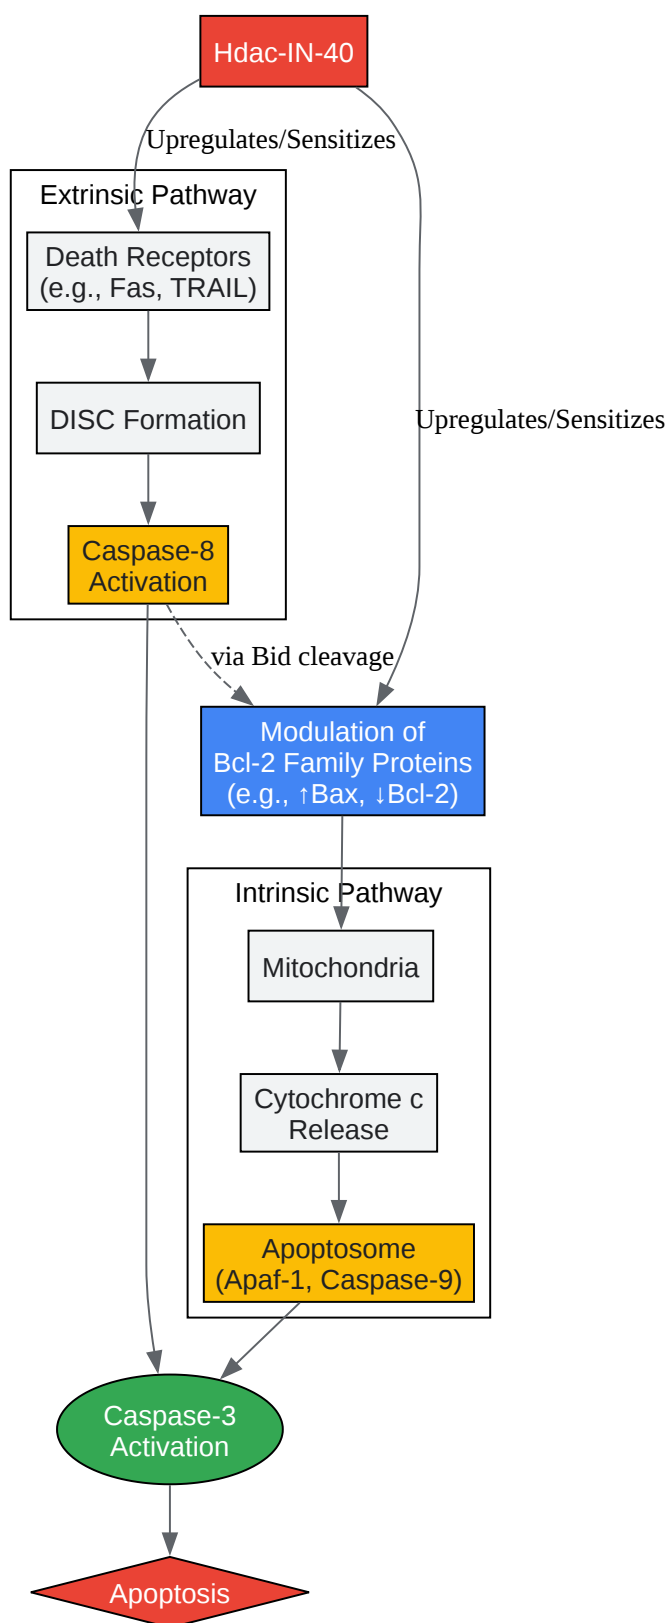 Hdac-IN-40
Upregulates/Sensitizes
Extrinsic Pathway
Death Receptors
(e.g., Fas, TRAIL)
DISC Formation
Upregulates/Sensitizes
Caspase-8
Activation
via Bid cleavage
Modulation of
Bcl-2 Family Proteins
(e.g., ↑Bax, ↓Bcl-2)
Intrinsic Pathway
Mitochondria
Cytochrome c
Release
Apoptosome
(Apaf-1, Caspase-9)
Caspase-3
Activation
Apoptosis